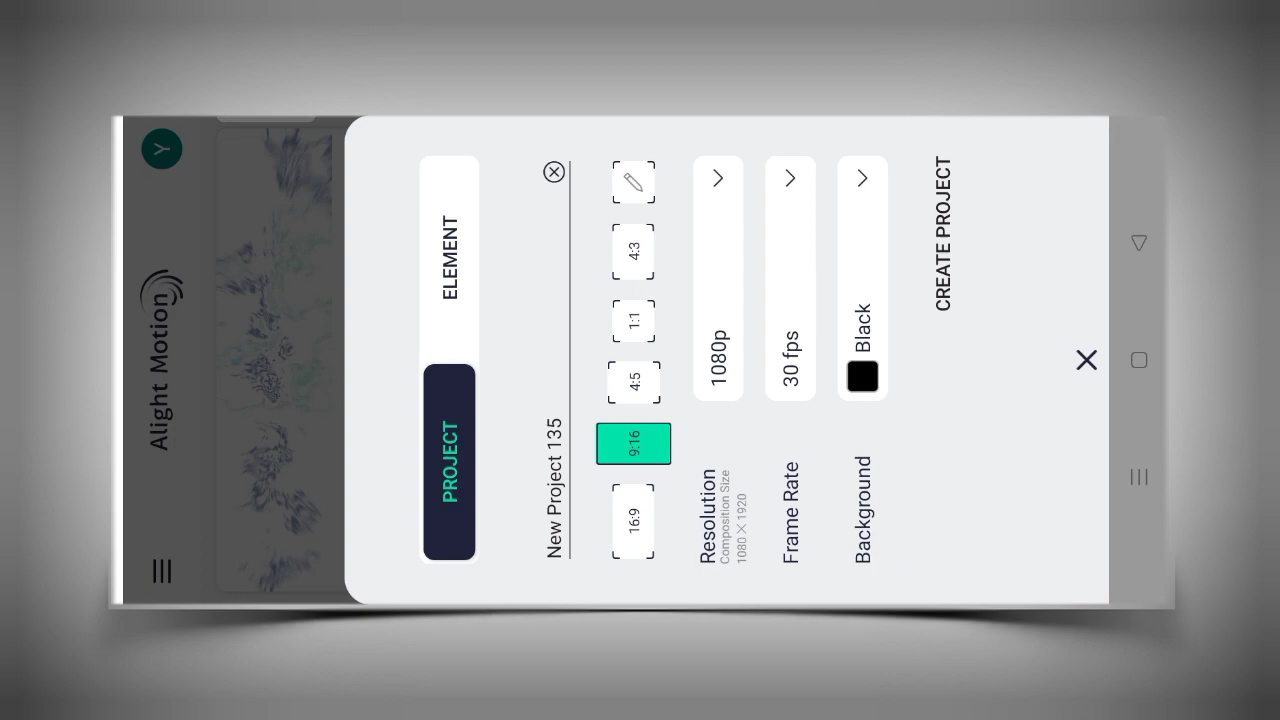 Alight Motion
Y
PROJECT
ELEMENT
New Project 135
16:9
9:16
4:5
1:1
4:3
Resolution
Composition Size
1080 × 1920
1080p
Frame Rate
30 fps
Background
Black
CREATE PROJECT